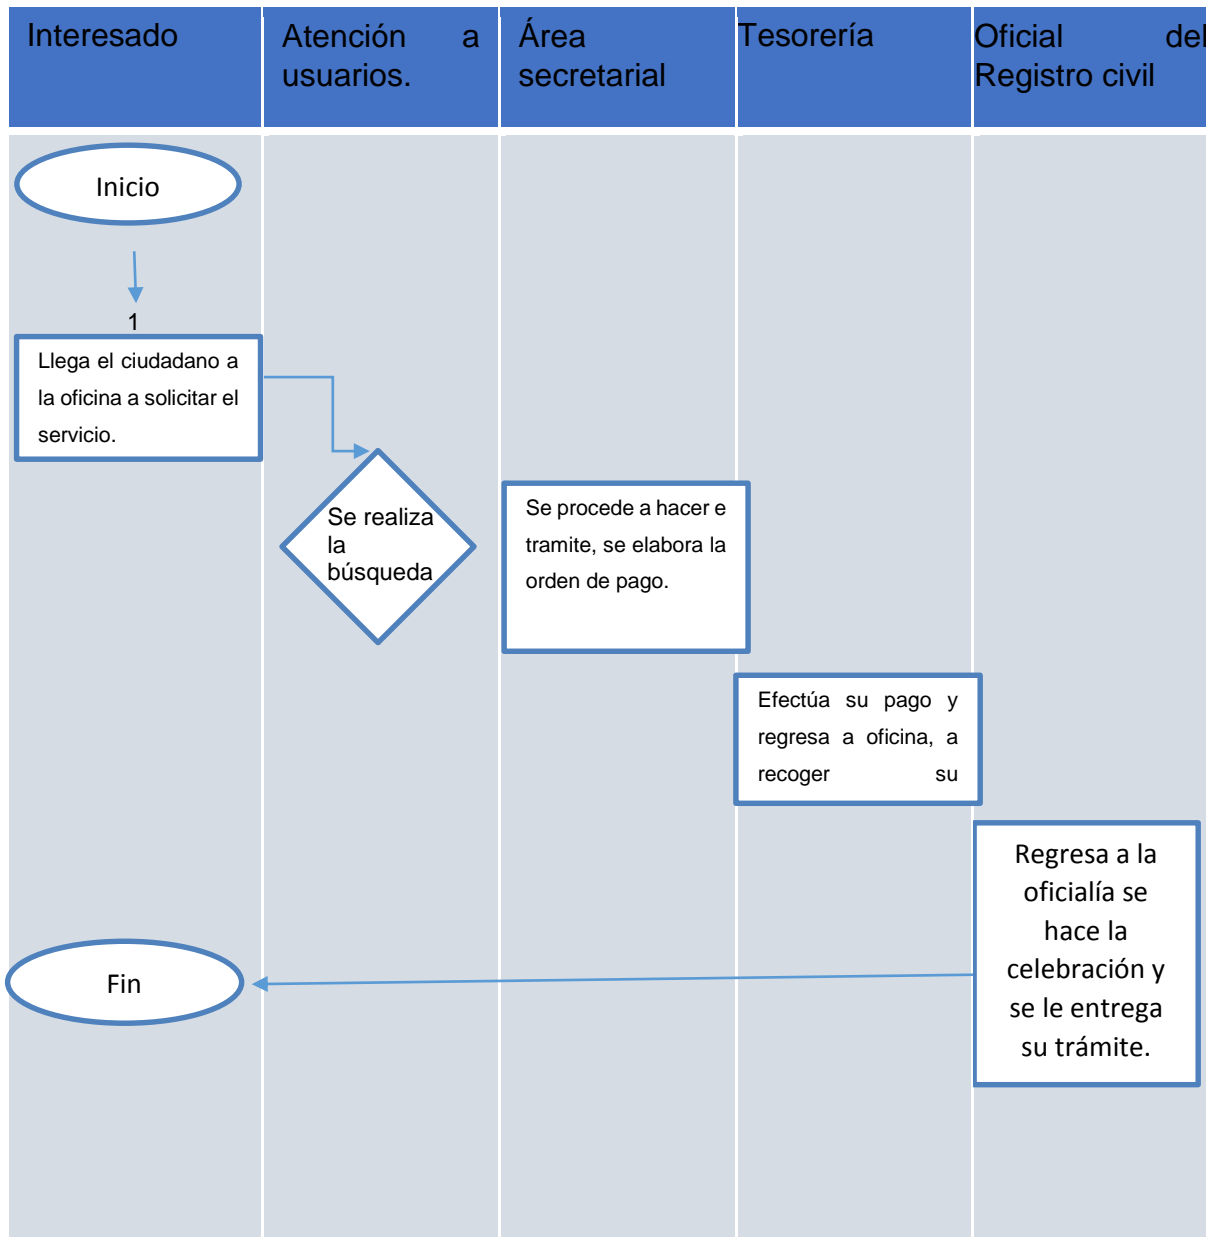 Interesado
Atención a
usuarios.
Área
secretarial
Tesorería
Oficial del
Registro civil
Inicio
1
Llega el ciudadano a
la oficina a solicitar el
servicio.
Se realiza
la
búsqueda
Se procede a hacer e
tramite, se elabora la
orden de pago.
Efectúa su pago y
regresa a oficina, a
recoger su
Regresa a la
oficialía se
hace la
celebración y
se le entrega
su trámite.
Fin